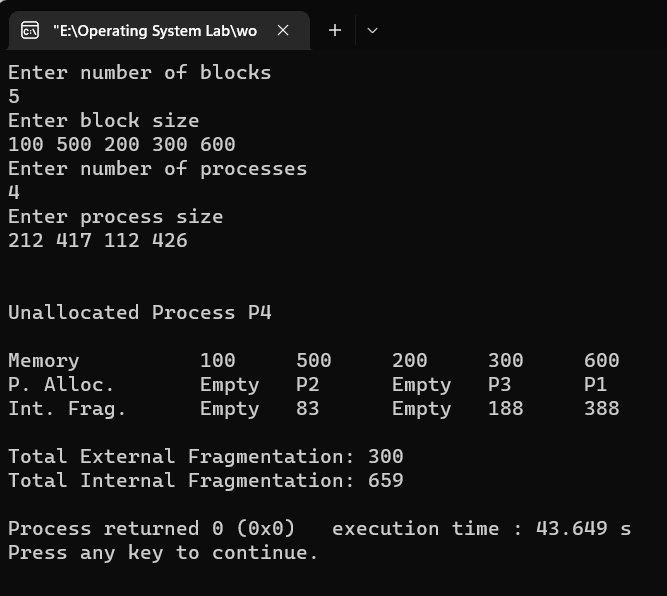 "E:\Operating System Lab\wo
Enter number of blocks
5
Enter block size
100 500 200 300 600
Enter number of processes
4
Enter process size
212 417 112 426
Unallocated Process P4
Memory 100 500 200 300 600
P. Alloc. Empty P2 Empty P3 P1
Int. Frag. Empty 83 Empty 188 388
Total External Fragmentation: 300
Total Internal Fragmentation: 659
Process returned 0 (0x0) execution time : 43.649 s
Press any key to continue.